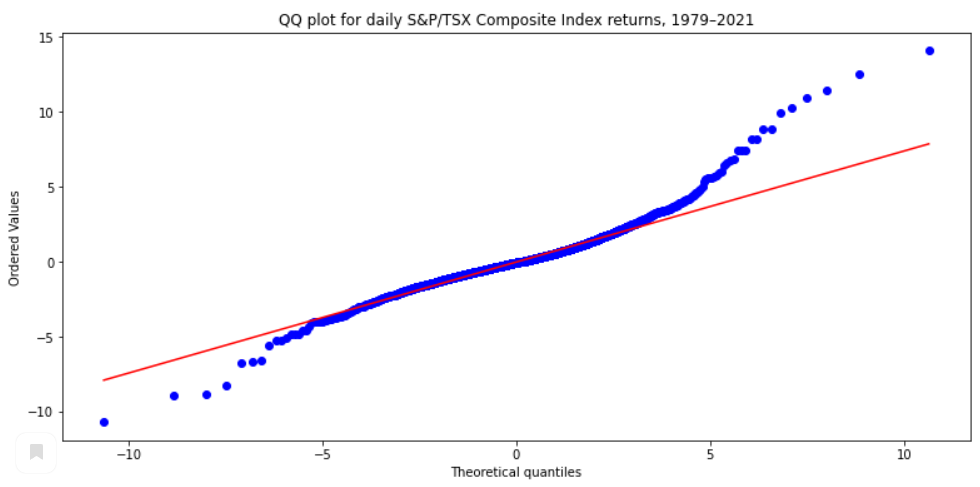 QQ plot for daily S&P/TSX Composite Index returns, 1979–2021
15
10
5
0
−5
−10
Ordered Values
−10 −5 0 5 10
Theoretical quantiles